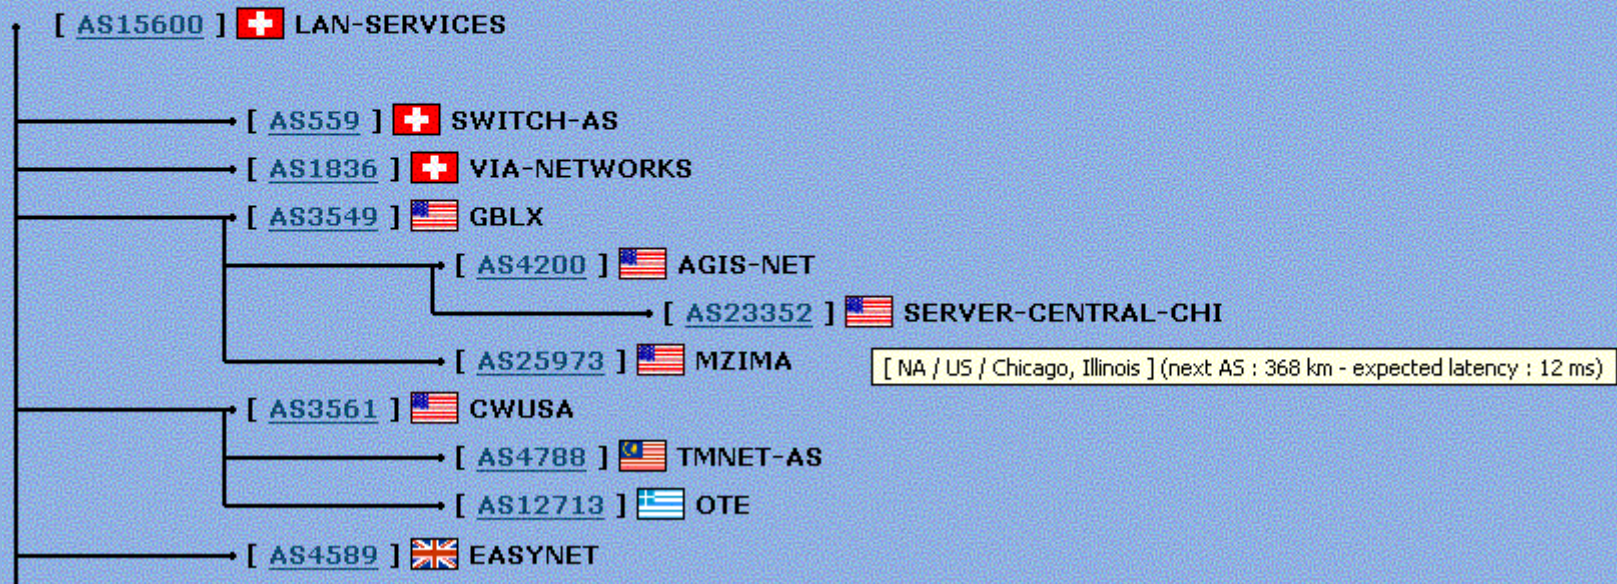 [ AS15600 ] LAN-SERVICES
[ AS559 ] SWITCH-AS
[ AS1836 ] VIA-NETWORKS
[ AS3549 ] GBLX
[ AS4200 ] AGIS-NET
[ AS23352 ] SERVER-CENTRAL-CHI
[ AS25973 ] MZIMA
[ NA / US / Chicago, Illinois ] (next AS : 368 km - expected latency : 12 ms)
[ AS3561 ] CWUSA
[ AS4788 ] TMNET-AS
[ AS12713 ] OTE
[ AS4589 ] EASYNET